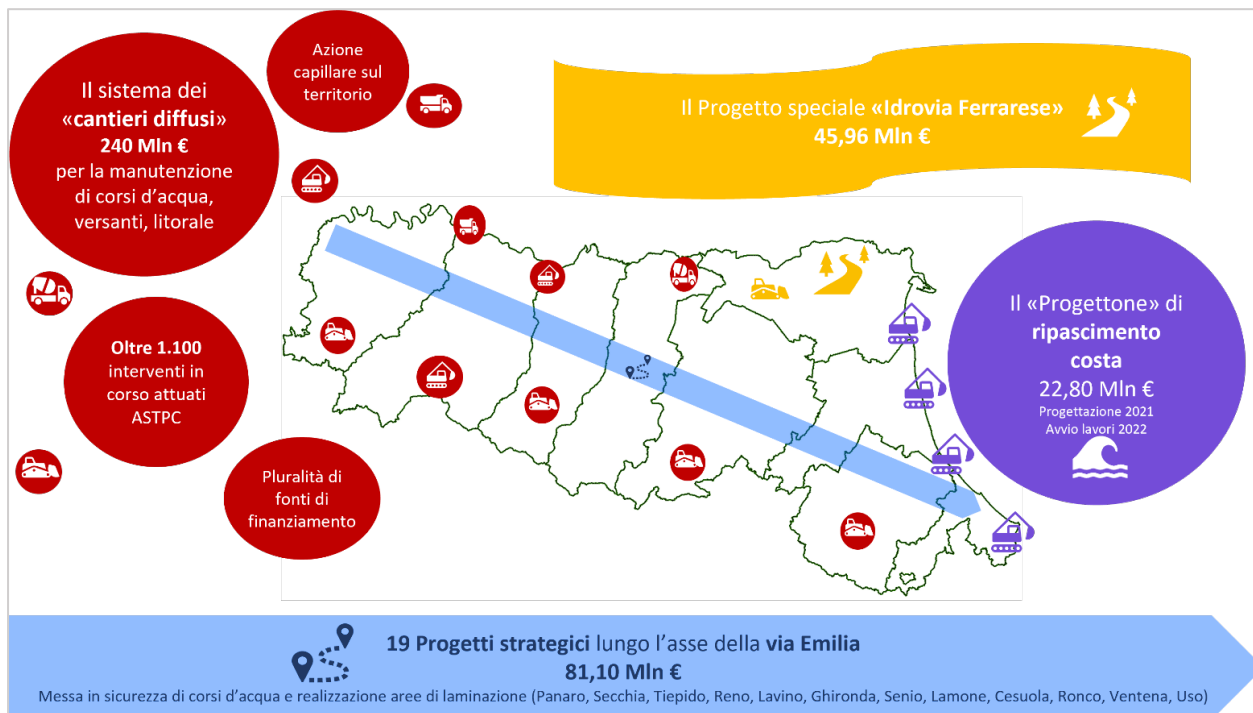 Il sistema dei
«cantieri diffusi»
240 Mln €
per la manutenzione
di corsi d'acqua,
versanti, litorale
Azione
capillare sul
territorio
Il Progetto speciale «Idrovia Ferrarese»
45,96 Mln €
Oltre 1.100
interventi in
corso attuati
ASTPC
Pluralità di
fonti di
finanziamento
Il «Progettone» di
ripascimento
costa
22,80 Mln €
Progettazione 2021
Avvio lavori 2022
19 Progetti strategici lungo l'asse della via Emilia
81,10 Mln €
Messa in sicurezza di corsi d'acqua e realizzazione aree di laminazione (Panaro, Secchia, Tiepido, Reno, Lavino, Ghironda, Senio, Lamone, Cesuola, Ronco, Ventena, Uso)